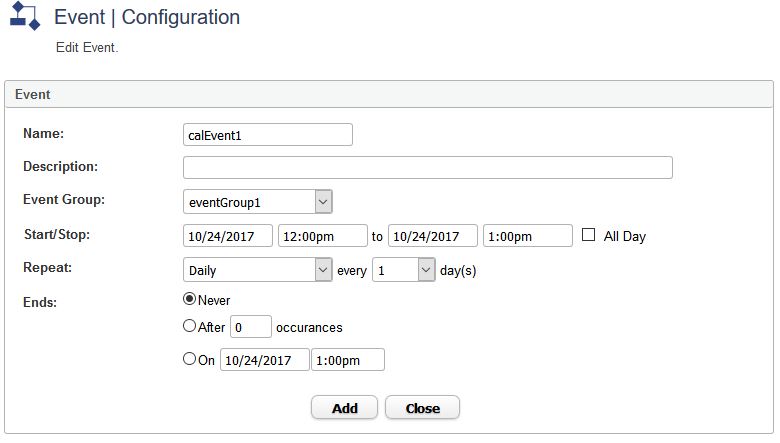 Event | Configuration
Edit Event.
Event
Name: calEvent1
Description:
Event Group: eventGroup1
Start/Stop: 10/24/2017 12:00pm to 10/24/2017 1:00pm All Day
Repeat: Daily every 1 day(s)
Ends: Never
After 0 occurances
On 10/24/2017 1:00pm
Add Close